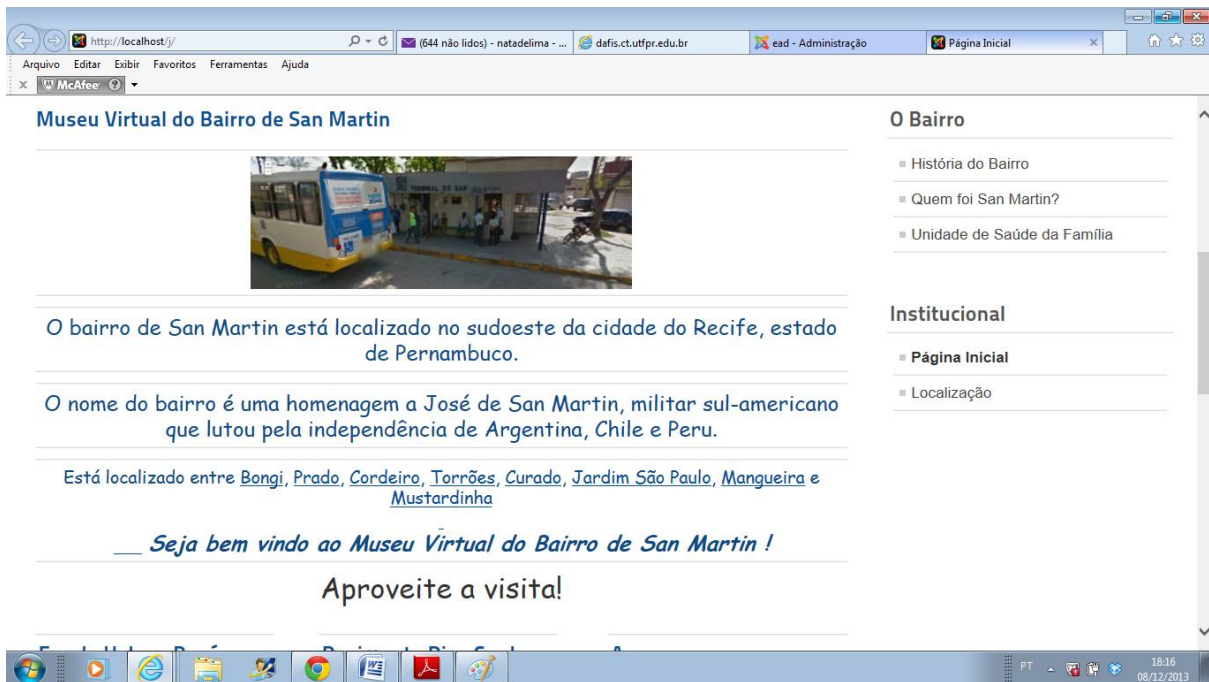 http://localhost/j/
(644 não lidos) - natadelima - ...
dafis.ct.utfpr.edu.br
ead - Administração
Página Inicial
Arquivo Editar Exibir Favoritos Ferramentas Ajuda
x McAfee
Museu Virtual do Bairro de San Martin
TERMINAL DO SAN MARTIN
O bairro de San Martin está localizado no sudoeste da cidade do Recife, estado
de Pernambuco.
O nome do bairro é uma homenagem a José de San Martin, militar sul-americano
que lutou pela independência de Argentina, Chile e Peru.
Está localizado entre Bongi, Prado, Cordeiro, Torrões, Curado, Jardim São Paulo, Mangueira e
Mustardinha
Seja bem vindo ao Museu Virtual do Bairro de San Martin !
Aproveite a visita!
O Bairro
História do Bairro
Quem foi San Martin?
Unidade de Saúde da Família
Institucional
Página Inicial
Localização
PT
18:16
08/12/2013